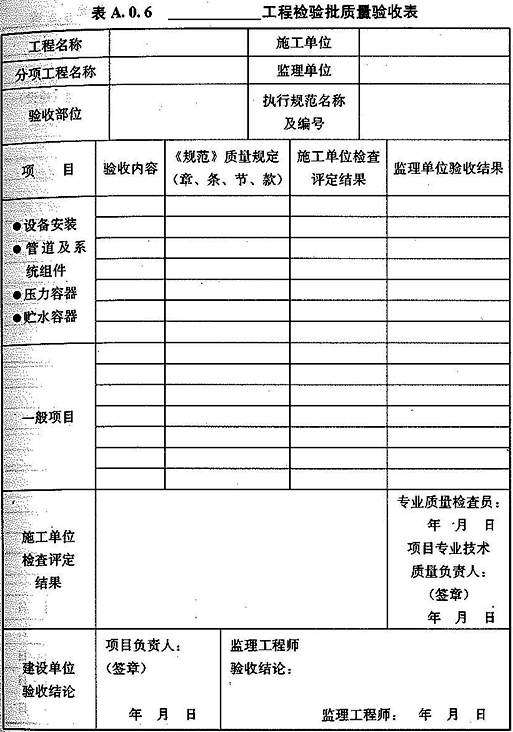 表 A.0.6 ________工程检验批质量验收表
工程名称 施工单位
分项工程名称 监理单位
验收部位 执行规范名称
及编号
项 目 验收内容 《规范》质量规定
(章、条、节、款) 施工单位检查
评定结果 监理单位验收结果
●设备安装
●管道及系
统组件
●压力容器
●贮水容器
一般项目
施工单位
检查评定
结果
专业质量检查员:
年 月 日
项目专业技术
质量负责人:
(签章)
年 月 日
建设单位
验收结论
项目负责人:
(签章)
年 月 日
监理工程师
验收结论:
监理工程师: 年 月 日